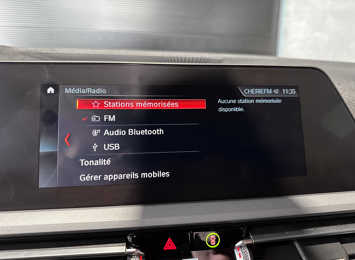 Média/Radio
CHERIEFM
11:35
Stations mémorisées
Aucune station mémorisée
disponible.
FM
Audio Bluetooth
USB
Tonalité
Gérer appareils mobiles